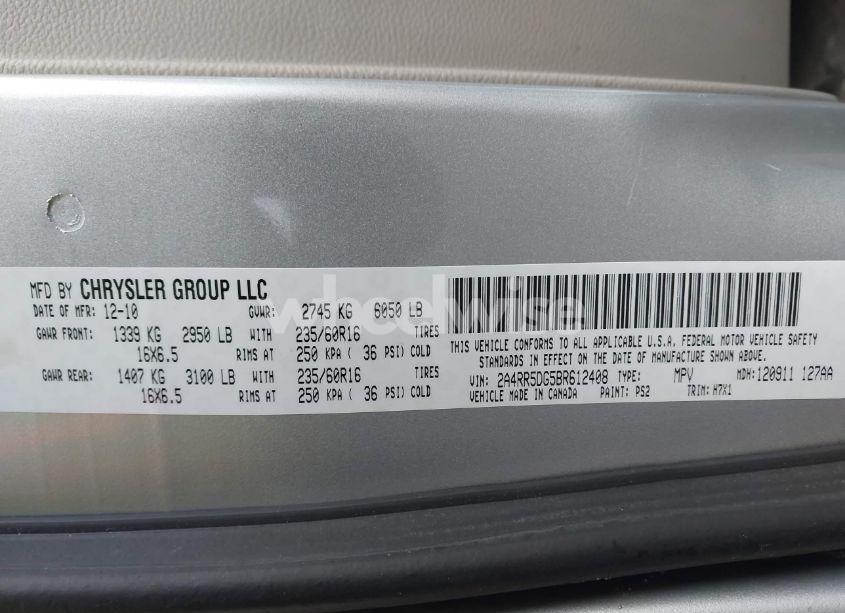 MFD BY CHRYSLER GROUP LLC
DATE OF MFR: 12-10 GVWR: 2745 KG 6050 LB
GAWR FRONT: 1339 KG 2950 LB WITH 235/60R16 TIRES
16X6.5 RIMS AT 250 KPA ( 36 PSI) COLD
GAWR REAR: 1407 KG 3100 LB WITH 235/60R16 TIRES
16X6.5 RIMS AT 250 KPA ( 36 PSI) COLD
THIS VEHICLE CONFORMS TO ALL APPLICABLE U.S.A. FEDERAL MOTOR VEHICLE SAFETY
STANDARDS IN EFFECT ON THE DATE OF MANUFACTURE SHOWN ABOVE.
VIN: 2A4RR5DG5BR612408 TYPE: MPV MDH: 120911 127AA
VEHICLE MADE IN CANADA PAINT: PS2 TRIM: H7X1
wheelwise